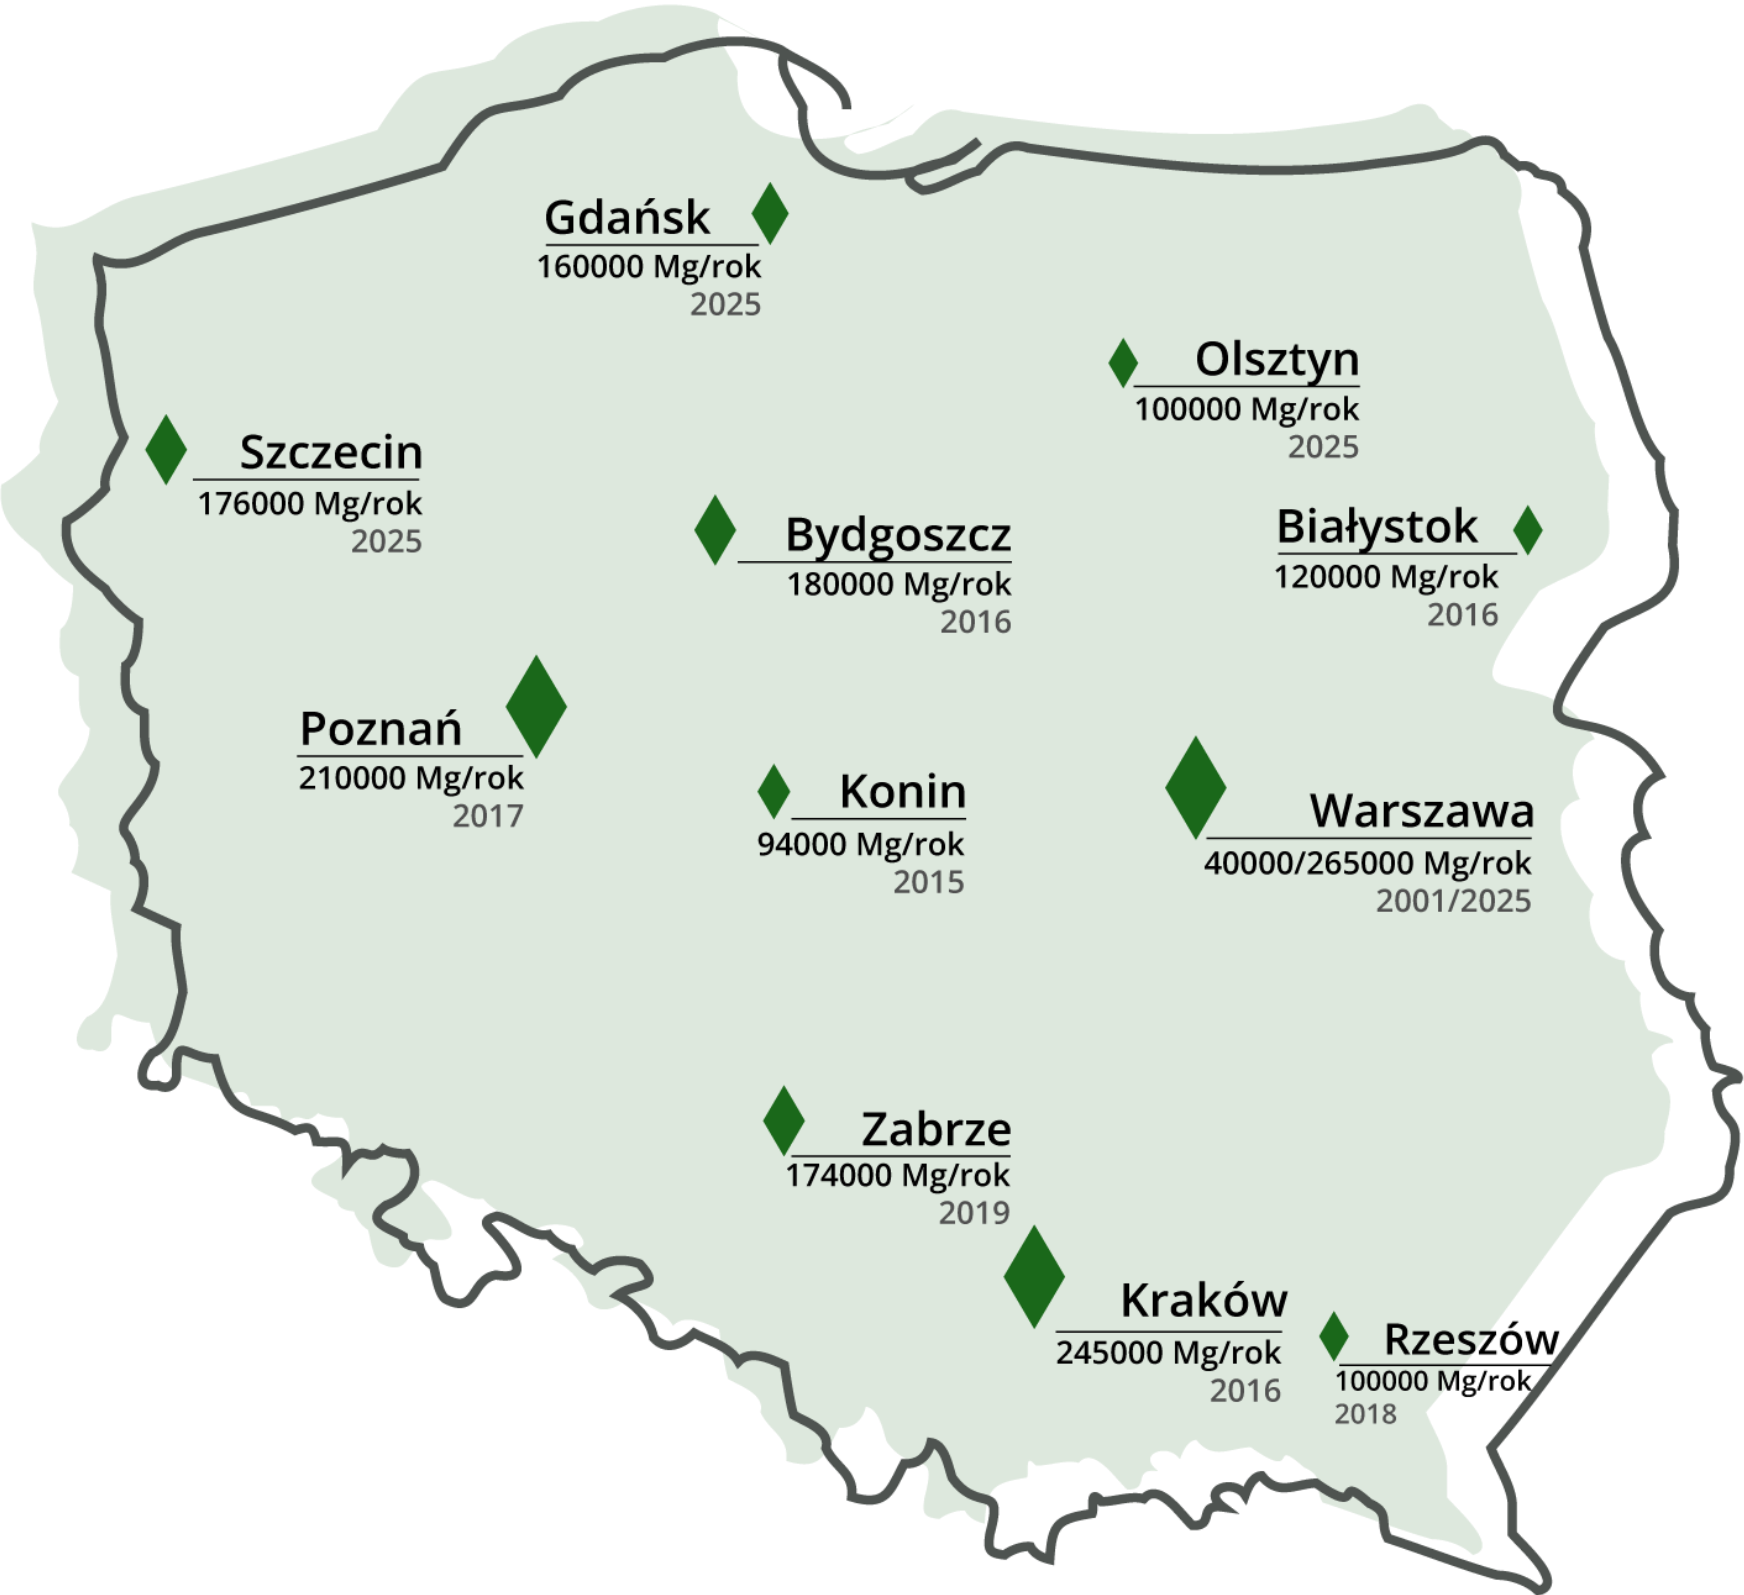 Gdańsk
160000 Mg/rok
2025
Olsztyn
100000 Mg/rok
2025
Szczecin
176000 Mg/rok
2025
Bydgoszcz
180000 Mg/rok
2016
Białystok
120000 Mg/rok
2016
Poznań
210000 Mg/rok
2017
Konin
94000 Mg/rok
2015
Warszawa
40000/265000 Mg/rok
2001/2025
Zabrze
174000 Mg/rok
2019
Kraków
245000 Mg/rok
2016
Rzeszów
100000 Mg/rok
2018